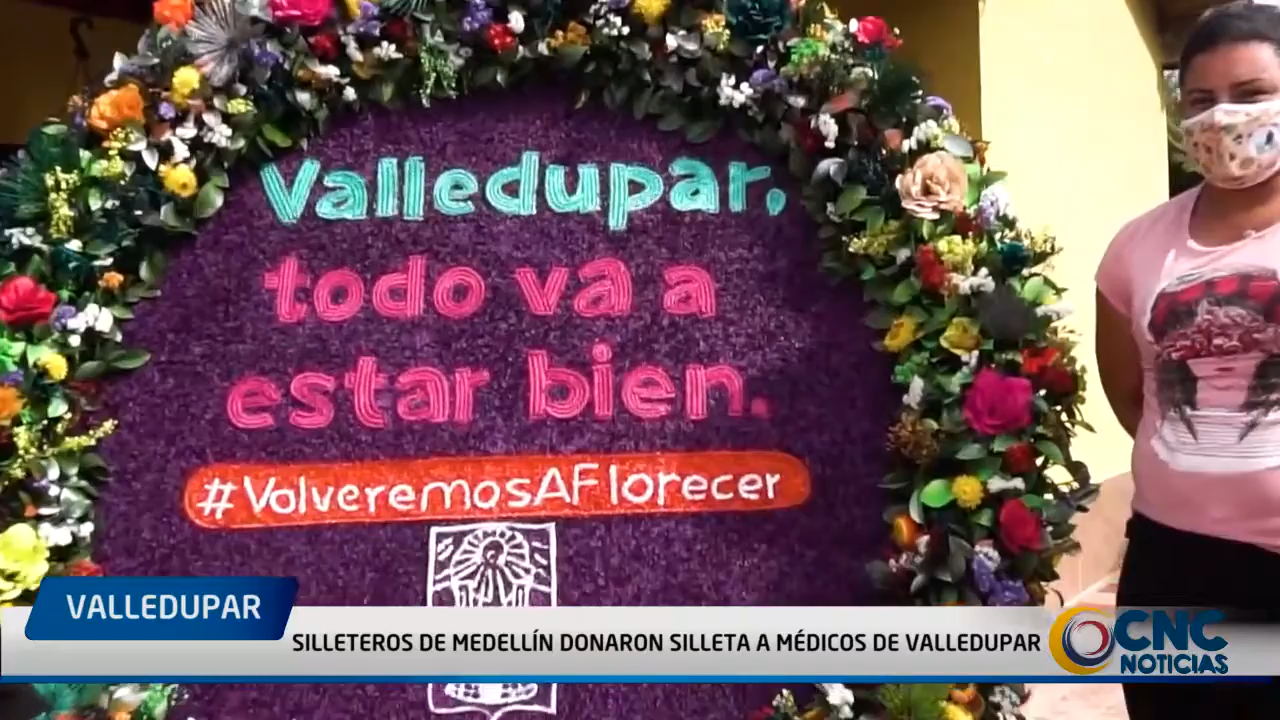 Valledupar,
todo va a
estar bien.
#VolveremosAFlorecer
VALLEDUPAR
SILLETEROS DE MEDELLÍN DONARON SILLETA A MÉDICOS DE VALLEDUPAR
CNC
NOTICIAS